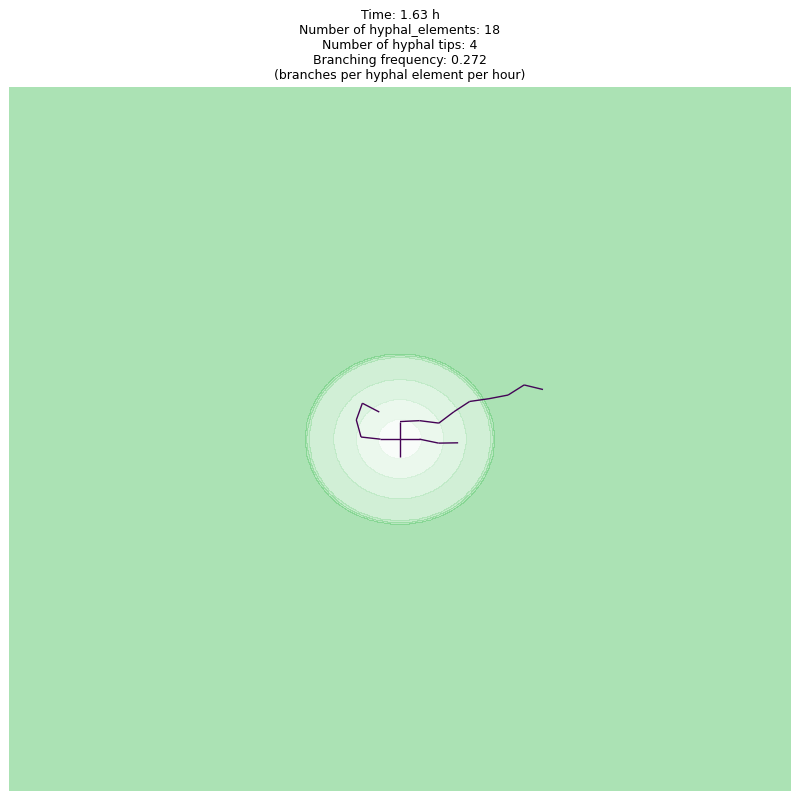 Time: 1.63 h
Number of hyphal_elements: 18
Number of hyphal tips: 4
Branching frequency: 0.272
(branches per hyphal element per hour)